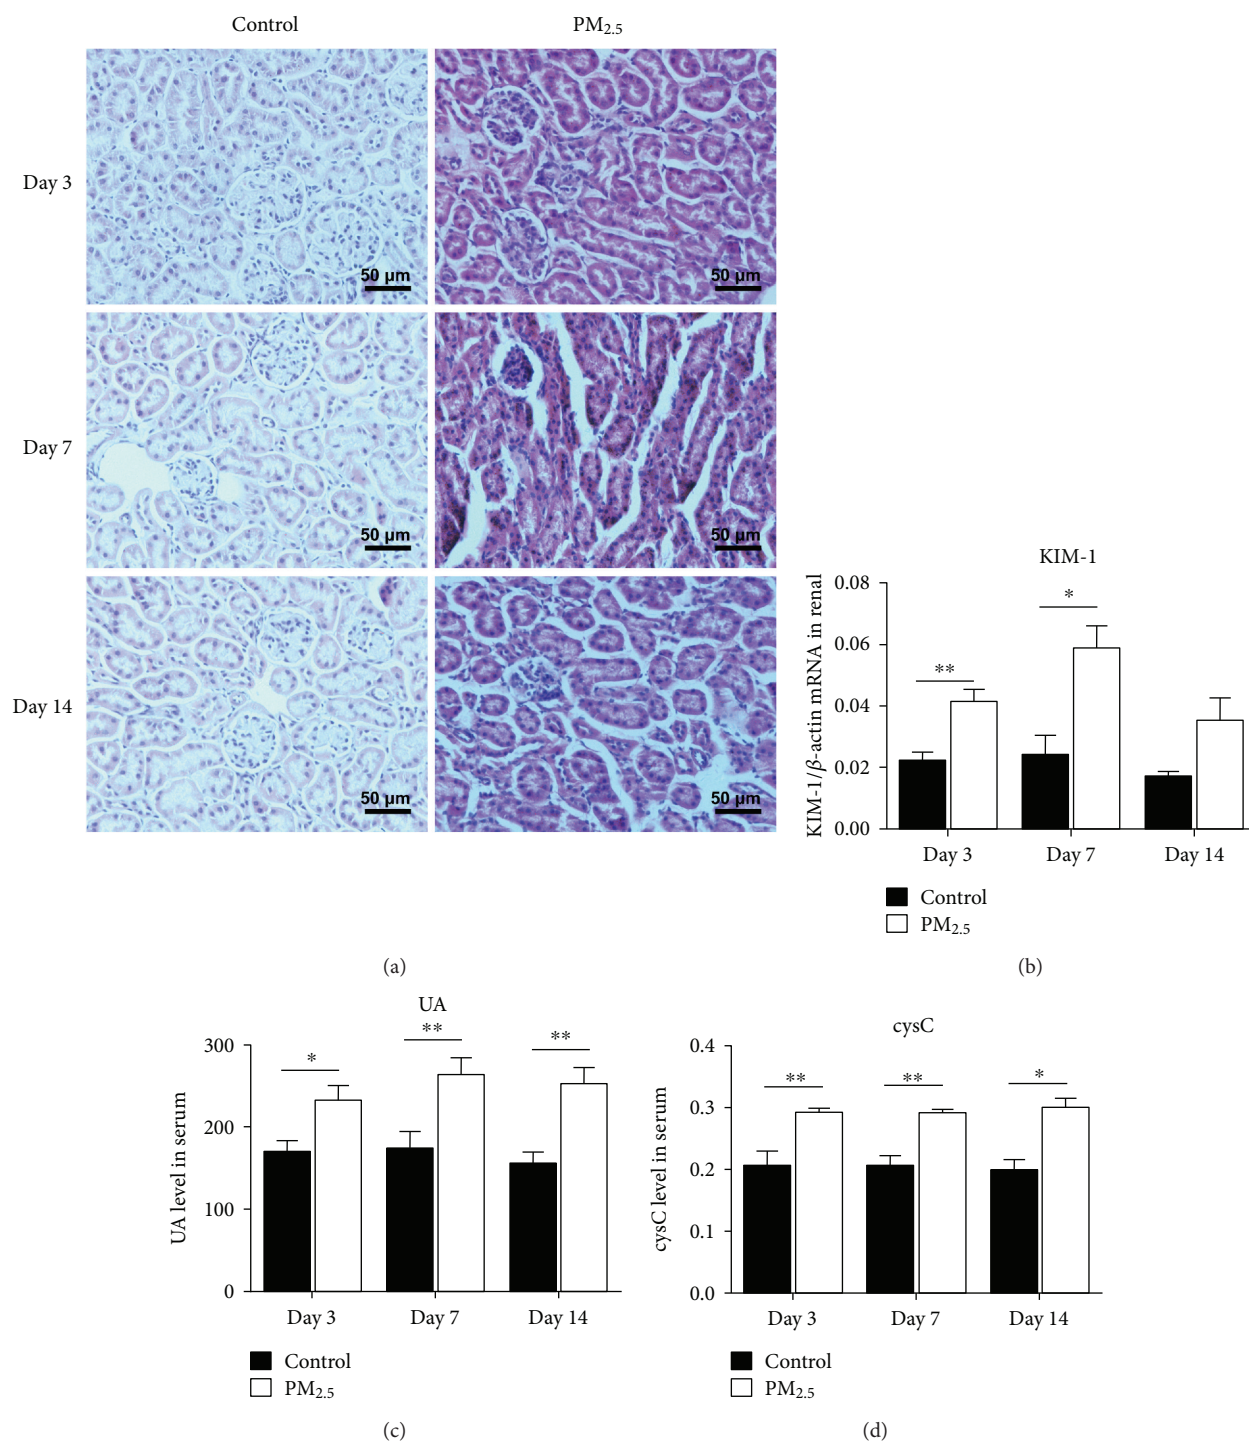 Control
PM2.5
Day 3
50 µm
50 µm
Day 7
50 µm
50 µm
Day 14
50 µm
50 µm
(a)
KIM-1
KIM-1/β-actin mRNA in renal
0.08
0.06
0.04
0.02
0.00
**
*
Day 3
Day 7
Day 14
Control
PM2.5
(b)
UA
UA level in serum
300
200
100
0
*
**
**
Day 3
Day 7
Day 14
Control
PM2.5
(c)
cysC
cysC level in serum
0.4
0.3
0.2
0.1
0.0
**
**
*
Day 3
Day 7
Day 14
Control
PM2.5
(d)